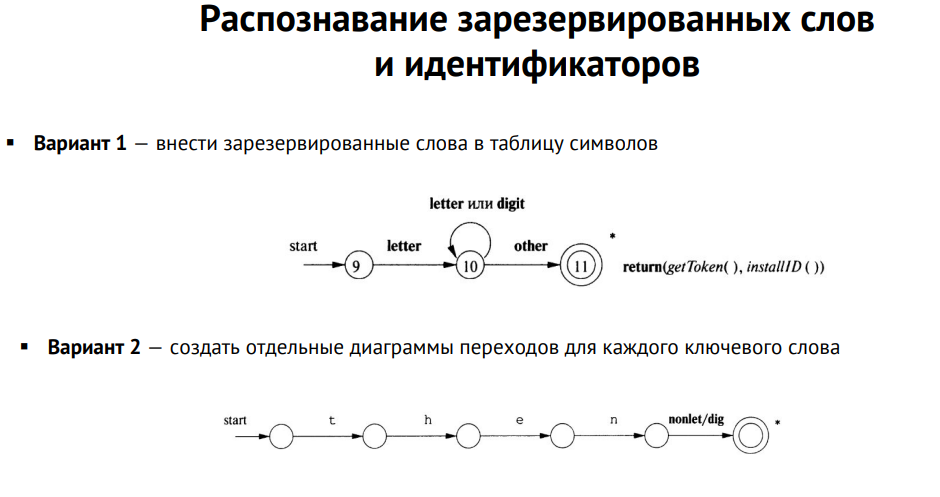 Распознавание зарезервированных слов
и идентификаторов
▪ Вариант 1 — внести зарезервированные слова в таблицу символов
letter или digit
start letter other *
9 10 11 return(getToken( ), installID ( ))
▪ Вариант 2 — создать отдельные диаграммы переходов для каждого ключевого слова
start t h e n nonlet/dig *